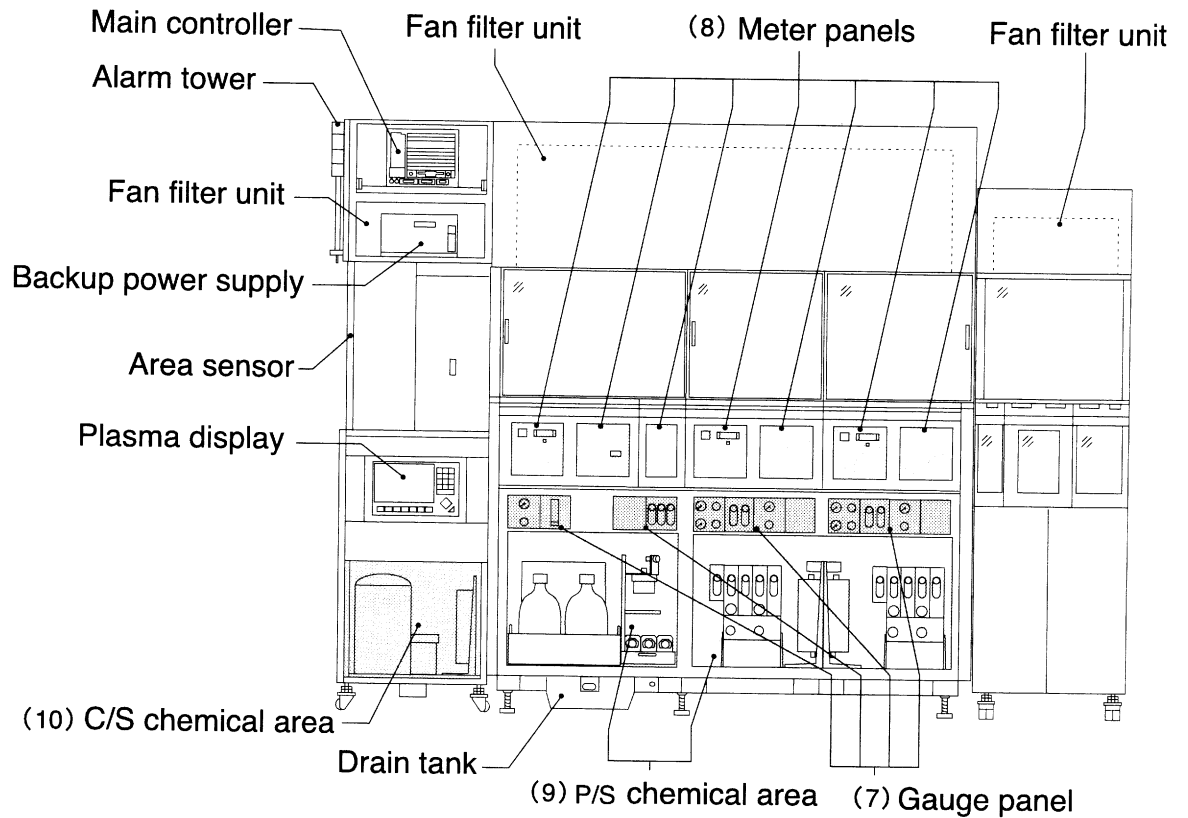 Main controller
Fan filter unit
(8) Meter panels
Fan filter unit
Alarm tower
Fan filter unit
Backup power supply
Area sensor
Plasma display
(10) C/S chemical area
Drain tank
(9) P/S chemical area
(7) Gauge panel